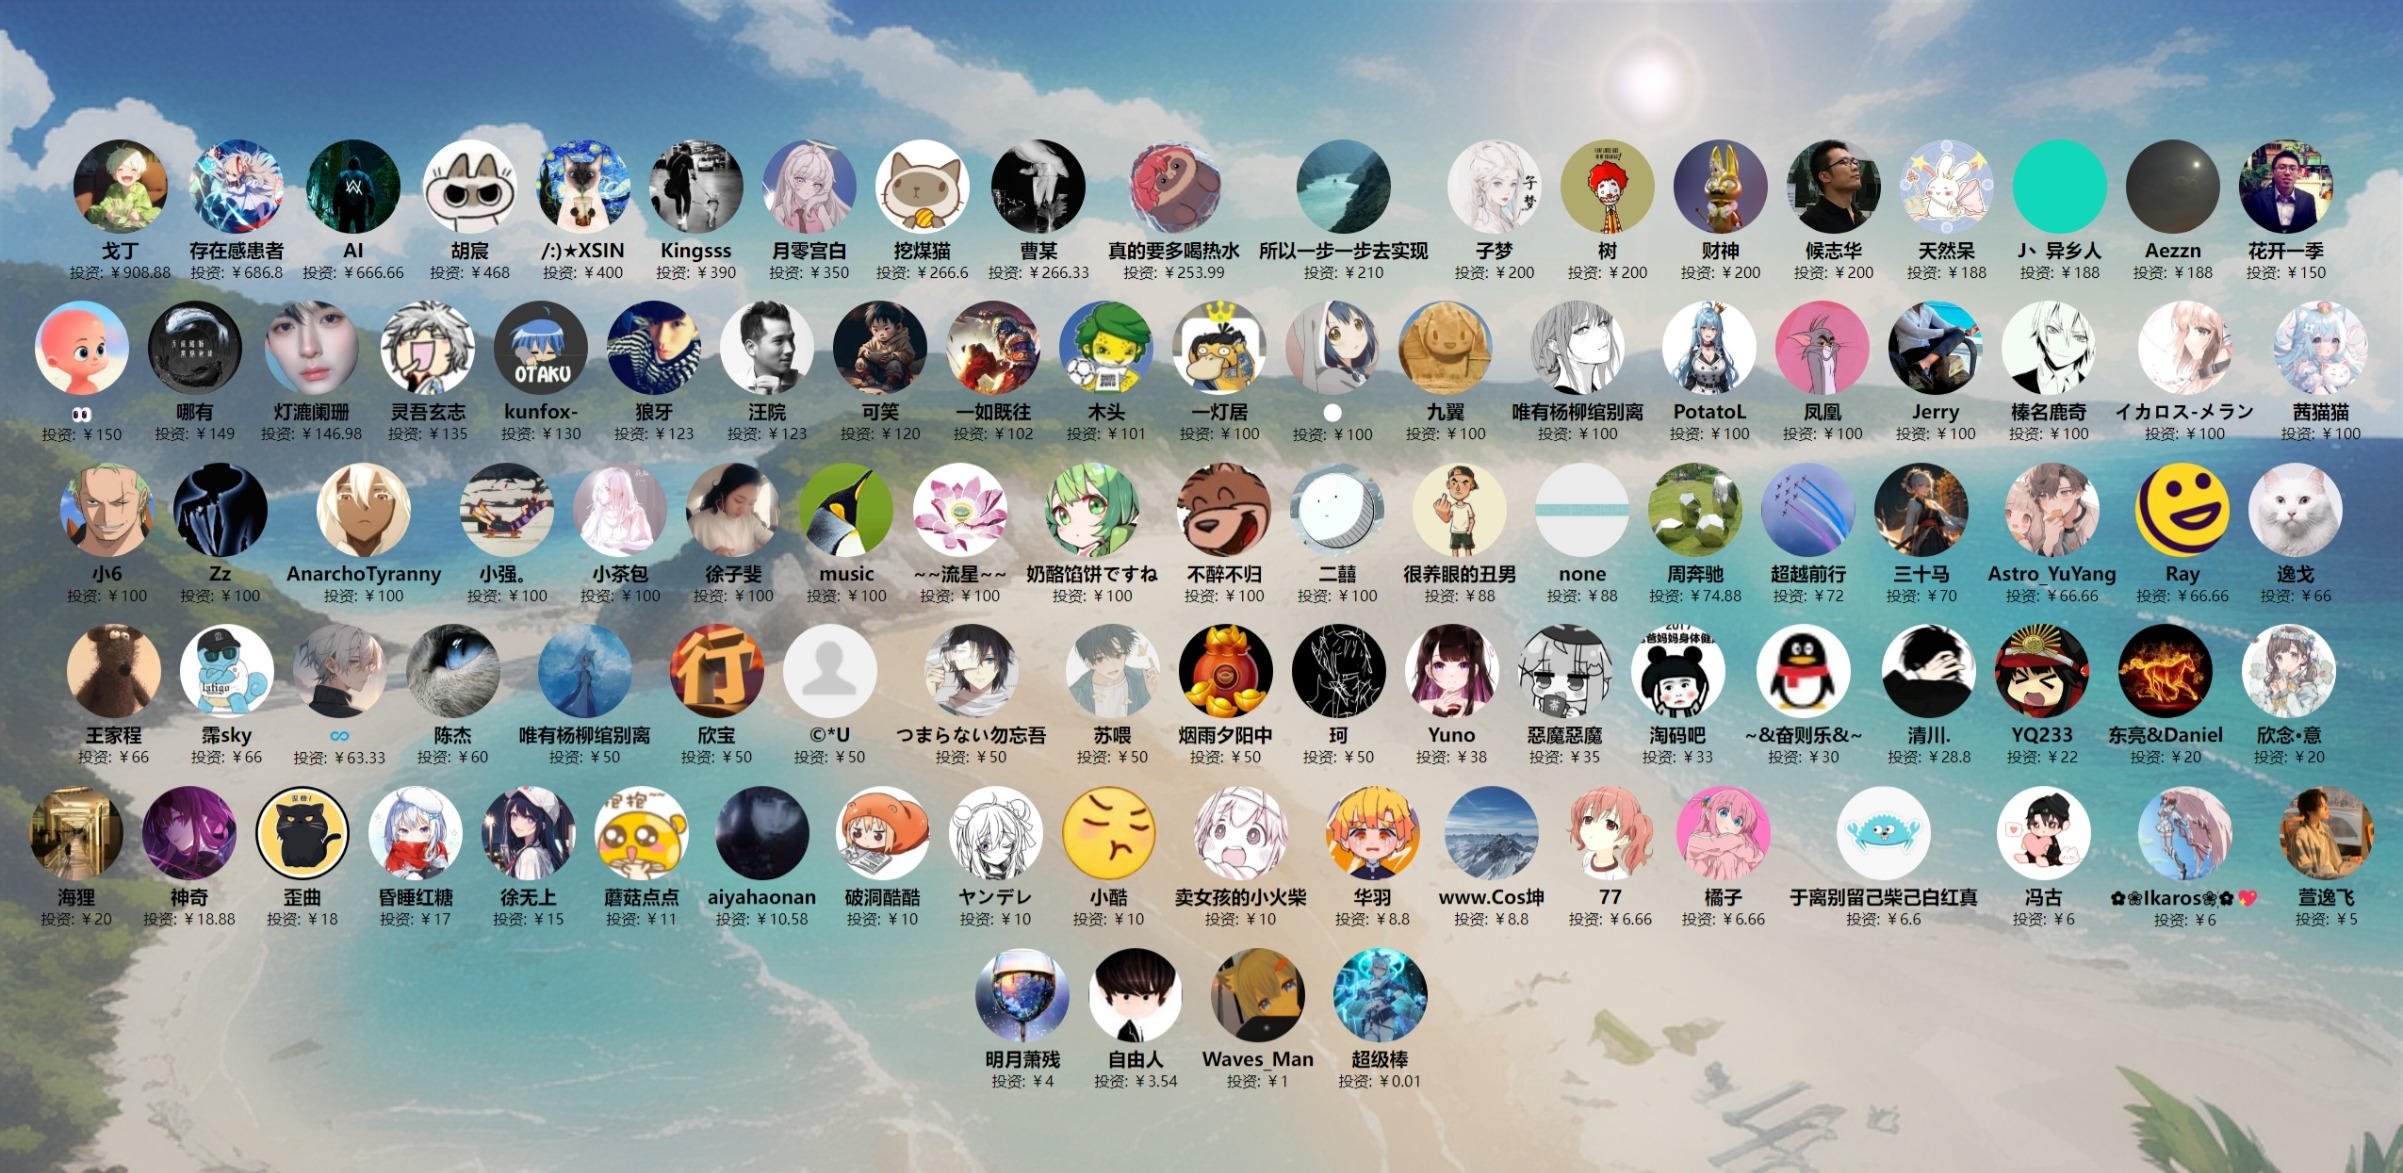 戈丁 存在感患者 AI 胡宸 /:)★XSIN Kingsss 月零宫白 挖煤猫 曹某 真的要多喝热水 所以一步一步去实现 子梦 树 财神 候志华 天然呆 J、异乡人 Aezzn 花开一季
投资: ¥908.88 投资: ¥686.8 投资: ¥666.66 投资: ¥468 投资: ¥400 投资: ¥390 投资: ¥350 投资: ¥266.6 投资: ¥266.33 投资: ¥253.99 投资: ¥210 投资: ¥200 投资: ¥200 投资: ¥200 投资: ¥200 投资: ¥188 投资: ¥188 投资: ¥188 投资: ¥150
OTAKU
👀 哪有 灯漉阑珊 灵吾玄志 kunfox- 狼牙 汪院 可笑 一如既往 木头 一灯居 ● 九翼 唯有杨柳绾别离 PotatoL 凤凰 Jerry 榛名鹿奇 イカロス-メラン 茜猫猫
投资: ¥150 投资: ¥149 投资: ¥146.98 投资: ¥135 投资: ¥130 投资: ¥123 投资: ¥123 投资: ¥120 投资: ¥102 投资: ¥101 投资: ¥100 投资: ¥100 投资: ¥100 投资: ¥100 投资: ¥100 投资: ¥100 投资: ¥100 投资: ¥100 投资: ¥100 投资: ¥100
小6 Zz AnarchoTyranny 小强。 小茶包 徐子斐 music ~~流星~~ 奶酪馅饼ですね 不醉不归 二囍 很养眼的丑男 none 周奔驰 超越前行 三十马 Astro_YuYang Ray 逸戈
投资: ¥100 投资: ¥100 投资: ¥100 投资: ¥100 投资: ¥100 投资: ¥100 投资: ¥100 投资: ¥100 投资: ¥100 投资: ¥100 投资: ¥100 投资: ¥88 投资: ¥88 投资: ¥74.88 投资: ¥72 投资: ¥70 投资: ¥66.66 投资: ¥66.66 投资: ¥66
行
王家程 霈sky ∞ 陈杰 唯有杨柳绾别离 欣宝 ©*U つまらない勿忘吾 苏喂 烟雨夕阳中 珂 Yuno 惡魔惡魔 淘码吧 ~&奋则乐&~ 清川. YQ233 东亮&Daniel 欣念•意
投资: ¥66 投资: ¥66 投资: ¥63.33 投资: ¥60 投资: ¥50 投资: ¥50 投资: ¥50 投资: ¥50 投资: ¥50 投资: ¥50 投资: ¥50 投资: ¥38 投资: ¥35 投资: ¥33 投资: ¥30 投资: ¥28.8 投资: ¥22 投资: ¥20 投资: ¥20
海狸 神奇 歪曲 昏睡红糖 徐无上 蘑菇点点 aiyahaonan 破洞酷酷 ヤンデレ 小酷 卖女孩的小火柴 华羽 www.Cos坤 77 橘子 于离别留己柴己白红真 冯古 ✿❀Ikaros❀✿💖 萱逸飞
投资: ¥20 投资: ¥18.88 投资: ¥18 投资: ¥17 投资: ¥15 投资: ¥11 投资: ¥10.58 投资: ¥10 投资: ¥10 投资: ¥10 投资: ¥10 投资: ¥8.8 投资: ¥8.8 投资: ¥6.66 投资: ¥6.66 投资: ¥6.6 投资: ¥6 投资: ¥6 投资: ¥5
明月萧残 自由人 Waves_Man 超级棒
投资: ¥4 投资: ¥3.54 投资: ¥1 投资: ¥0.01